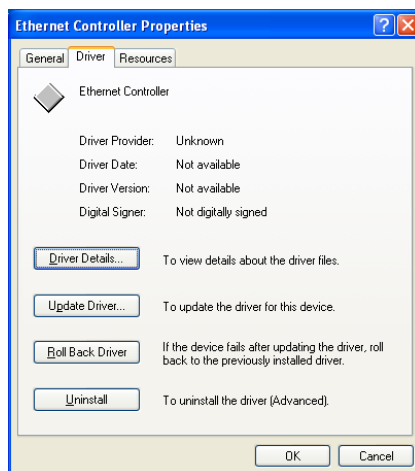 Ethernet Controller Properties
General Driver Resources
Ethernet Controller
Driver Provider: Unknown
Driver Date: Not available
Driver Version: Not available
Digital Signer: Not digitally signed
Driver Details... To view details about the driver files.
Update Driver... To update the driver for this device.
Roll Back Driver If the device fails after updating the driver, roll
back to the previously installed driver.
Uninstall To uninstall the driver (Advanced).
OK Cancel